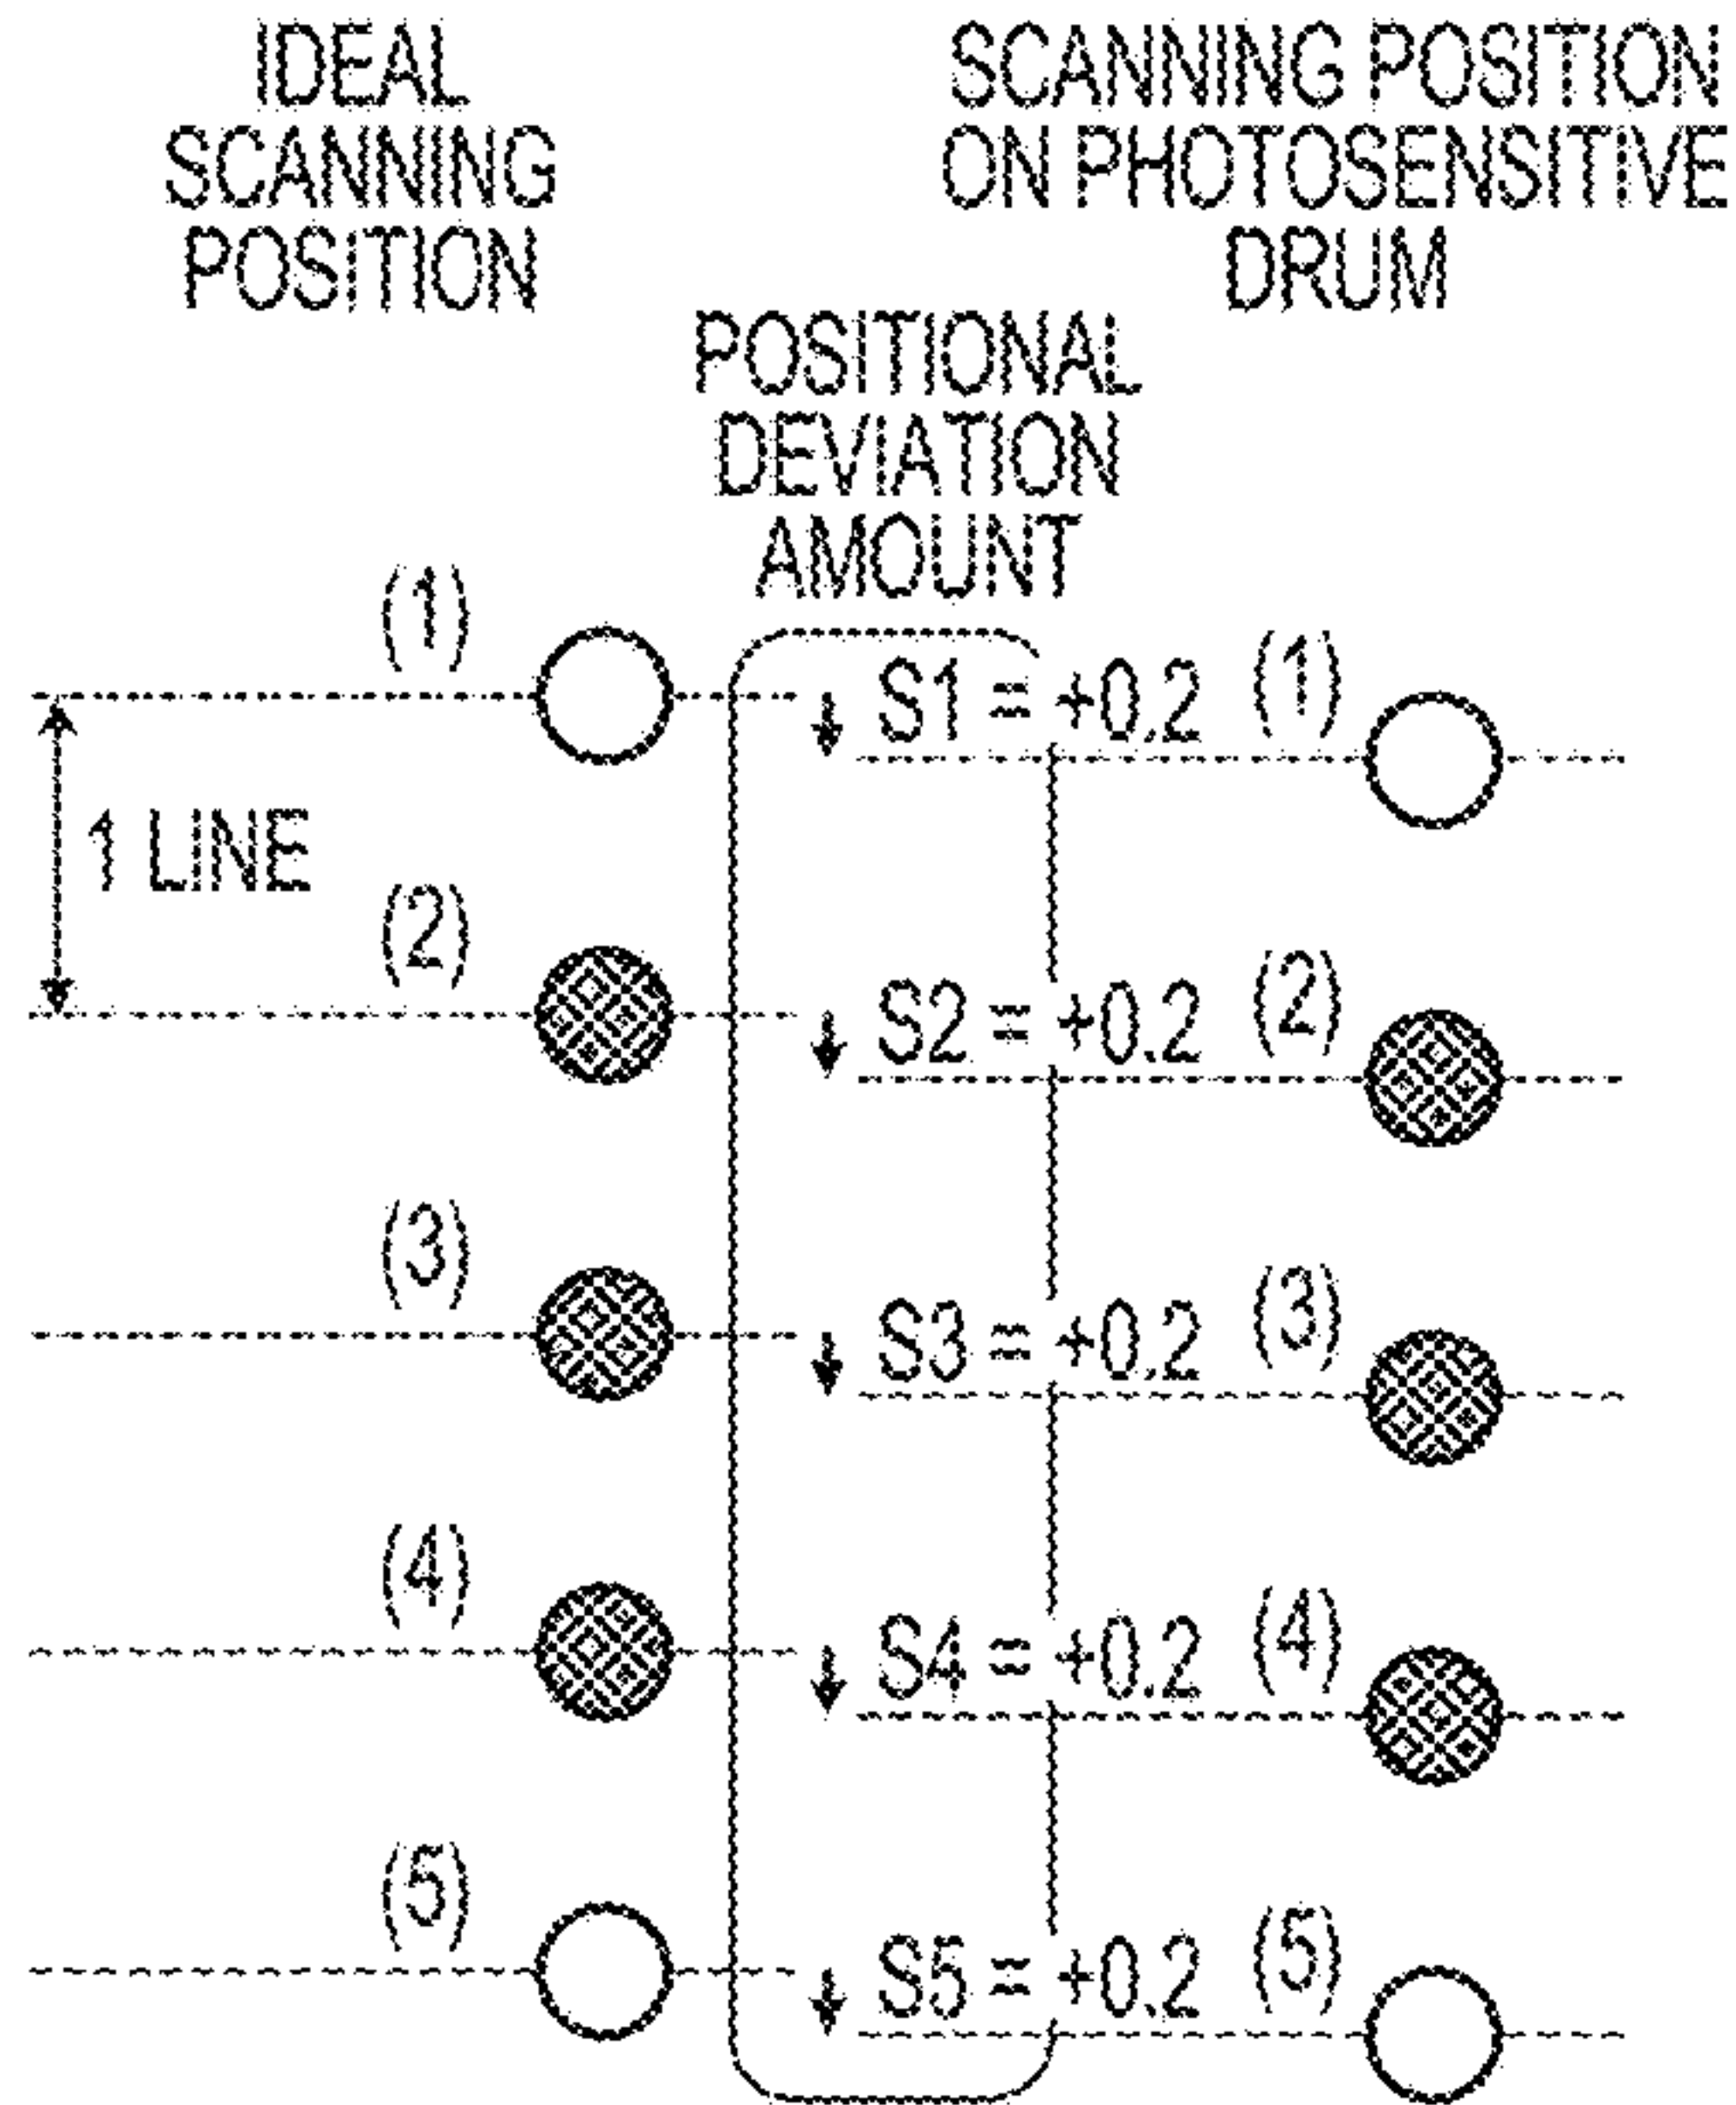 IDEAL
SCANNING
POSITION
SCANNING POSITION
ON PHOTOSENSITIVE
DRUM
POSITIONAL
DEVIATION
AMOUNT
(1)
S1 = +0.2 (1)
1 LINE
(2)
S2 = +0.2 (2)
(3)
S3 = +0.2 (3)
(4)
S4 = +0.2 (4)
(5)
S5 = +0.2 (5)